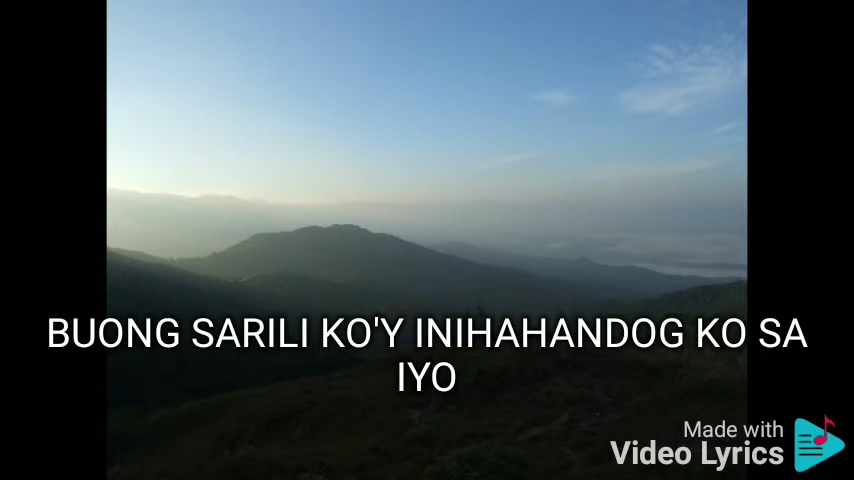 BUONG SARILI KO'Y INIHAHANDOG KO SA
IYO
Made with
Video Lyrics